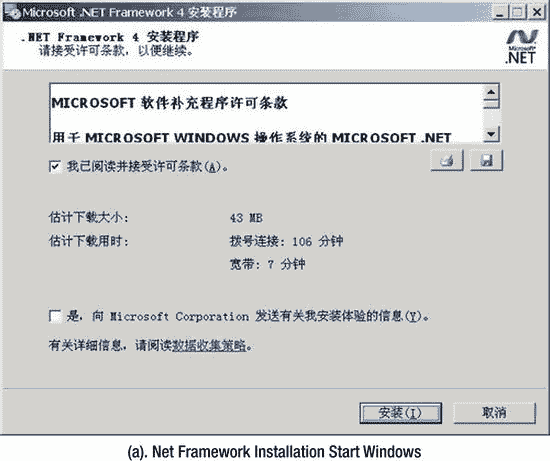 Microsoft .NET Framework 4 安装程序
.NET Framework 4 安装程序
请接受许可条款，以便继续。
Microsoft
.NET
MICROSOFT 软件补充程序许可条款
用于 MICROSOFT WINDOWS 操作系统的 MICROSOFT .NET
我已阅读并接受许可条款(A)。
估计下载大小: 43 MB
估计下载用时: 拨号连接: 106 分钟
宽带: 7 分钟
是，向 Microsoft Corporation 发送有关我安装体验的信息(Y)。
有关详细信息，请阅读数据收集策略。
安装(I) 取消
(a). Net Framework Installation Start Windows